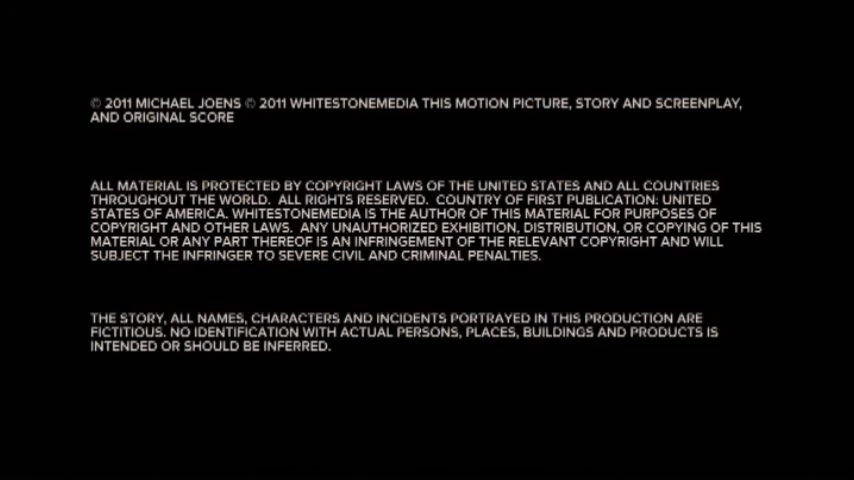 © 2011 MICHAEL JOENS © 2011 WHITESTONEMEDIA THIS MOTION PICTURE, STORY AND SCREENPLAY,
AND ORIGINAL SCORE
ALL MATERIAL IS PROTECTED BY COPYRIGHT LAWS OF THE UNITED STATES AND ALL COUNTRIES
THROUGHOUT THE WORLD.  ALL RIGHTS RESERVED.  COUNTRY OF FIRST PUBLICATION: UNITED
STATES OF AMERICA. WHITESTONEMEDIA IS THE AUTHOR OF THIS MATERIAL FOR PURPOSES OF
COPYRIGHT AND OTHER LAWS.  ANY UNAUTHORIZED EXHIBITION, DISTRIBUTION, OR COPYING OF THIS
MATERIAL OR ANY PART THEREOF IS AN INFRINGEMENT OF THE RELEVANT COPYRIGHT AND WILL
SUBJECT THE INFRINGER TO SEVERE CIVIL AND CRIMINAL PENALTIES.
THE STORY, ALL NAMES, CHARACTERS AND INCIDENTS PORTRAYED IN THIS PRODUCTION ARE
FICTITIOUS. NO IDENTIFICATION WITH ACTUAL PERSONS, PLACES, BUILDINGS AND PRODUCTS IS
INTENDED OR SHOULD BE INFERRED.